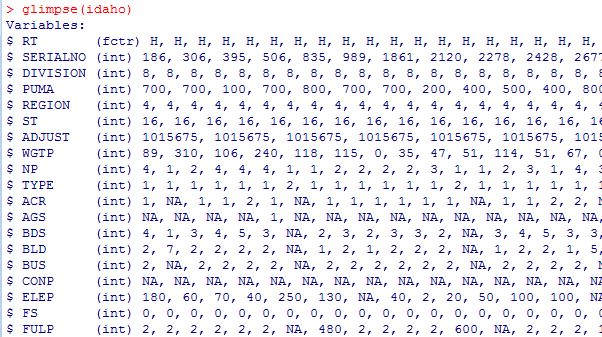 > glimpse(idaho)
Variables:
$ RT       (fctr) H, H, H, H, H, H, H, H, H, H, H, H, H, H, H, H, H, H, H,
$ SERIALNO (int) 186, 306, 395, 506, 835, 989, 1861, 2120, 2278, 2428, 2677
$ DIVISION (int) 8, 8, 8, 8, 8, 8, 8, 8, 8, 8, 8, 8, 8, 8, 8, 8, 8, 8, 8, 8
$ PUMA     (int) 700, 700, 100, 700, 800, 700, 700, 200, 400, 500, 400, 800
$ REGION   (int) 4, 4, 4, 4, 4, 4, 4, 4, 4, 4, 4, 4, 4, 4, 4, 4, 4, 4, 4, 4
$ ST       (int) 16, 16, 16, 16, 16, 16, 16, 16, 16, 16, 16, 16, 16, 16, 16
$ ADJUST   (int) 1015675, 1015675, 1015675, 1015675, 1015675, 1015675, 1015
$ WGTP     (int) 89, 310, 106, 240, 118, 115, 0, 35, 47, 51, 114, 51, 67, 0
$ NP       (int) 4, 1, 2, 4, 4, 4, 1, 1, 2, 2, 2, 2, 3, 1, 1, 2, 3, 1, 4, 3
$ TYPE     (int) 1, 1, 1, 1, 1, 1, 2, 1, 1, 1, 1, 1, 1, 2, 1, 1, 1, 1, 1, 1
$ ACR      (int) 1, NA, 1, 1, 2, 1, NA, 1, 1, 1, 1, 1, 1, NA, 1, 1, 2, 2, N
$ AGS      (int) NA, NA, NA, NA, 1, NA, NA, NA, NA, NA, NA, NA, NA, NA, NA,
$ BDS      (int) 4, 1, 3, 4, 5, 3, NA, 2, 3, 2, 3, 3, 2, NA, 3, 4, 5, 3, 3,
$ BLD      (int) 2, 7, 2, 2, 2, 2, NA, 1, 2, 1, 2, 2, 2, NA, 1, 2, 2, 1, 5,
$ BUS      (int) 2, NA, 2, 2, 2, 2, NA, 2, 2, 2, 2, 2, 2, NA, 2, 2, 2, 2, N
$ CONP     (int) NA, NA, NA, NA, NA, NA, NA, NA, NA, NA, NA, NA, NA, NA, NA
$ ELEP     (int) 180, 60, 70, 40, 250, 130, NA, 40, 2, 20, 50, 100, 100, NA
$ FS       (int) 0, 0, 0, 0, 0, 0, 0, 0, 0, 0, 0, 0, 0, 0, 0, 0, 0, 0, 0, 0
$ FULP     (int) 2, 2, 2, 2, 2, 2, NA, 480, 2, 2, 2, 2, 600, NA, 2, 2, 2, 1